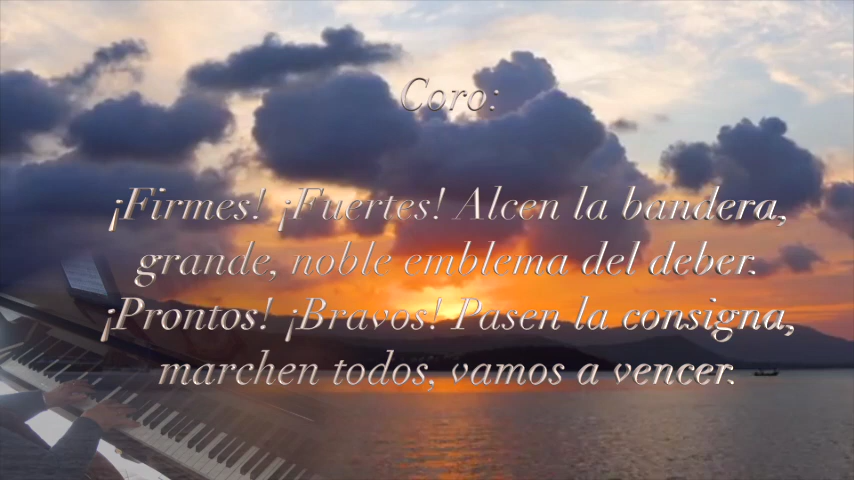 Coro:
¡Firmes! ¡Fuertes! Alcen la bandera,
grande, noble emblema del deber.
¡Prontos! ¡Bravos! Pasen la consigna,
marchen todos, vamos a vencer.